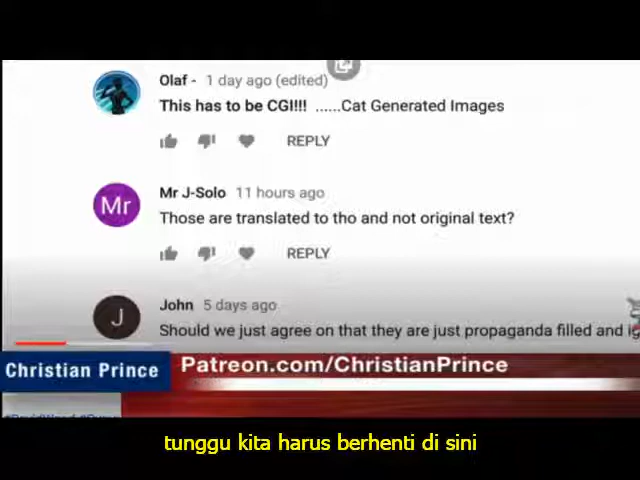 Olaf - 1 day ago (edited)
This has to be CGI!!! ......Cat Generated Images
REPLY
Mr
Mr J-Solo 11 hours ago
Those are translated to tho and not original text?
REPLY
J
John 5 days ago
Should we just agree on that they are just propaganda filled and
Christian Prince
Patreon.com/ChristianPrince
tunggu kita harus berhenti di sini